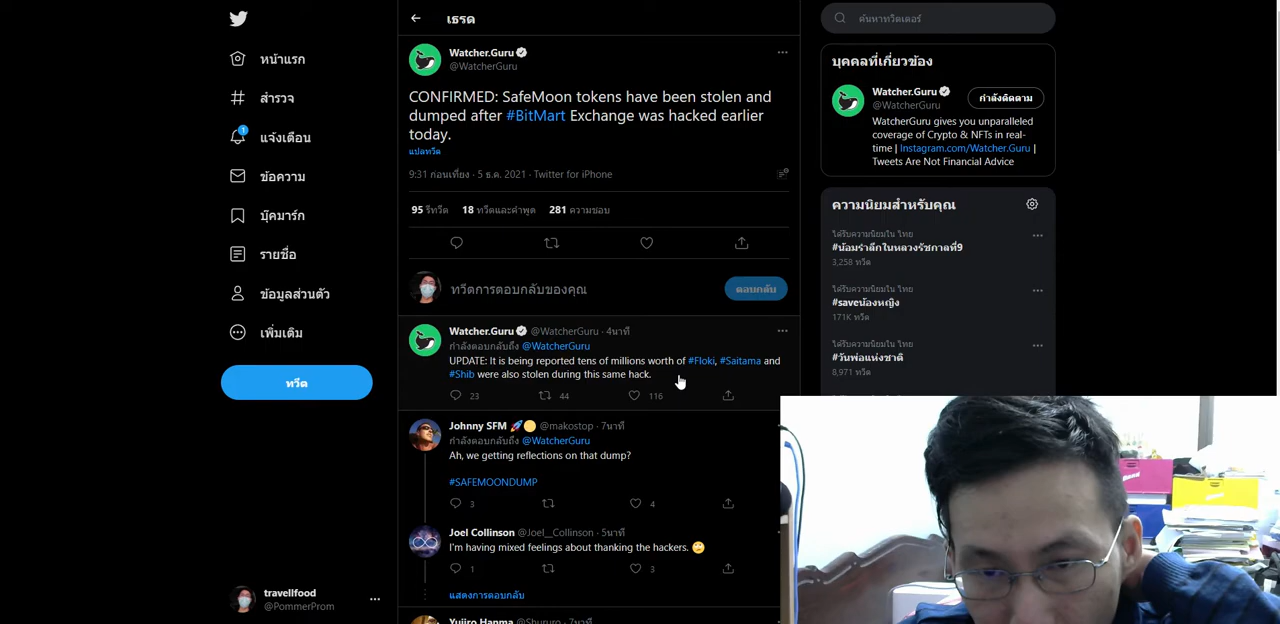 เธรด
ค้นหาทวิตเตอร์
หน้าแรก
สำรวจ
1
แจ้งเตือน
ข้อความ
บุ๊คมาร์ก
รายชื่อ
ข้อมูลส่วนตัว
เพิ่มเติม
ทวีต
travellfood
@PommerProm
Watcher.Guru
@WatcherGuru
CONFIRMED: SafeMoon tokens have been stolen and
dumped after #BitMart Exchange was hacked earlier
today.
แปลทวีต
9:31 ก่อนเที่ยง · 5 ธ.ค. 2021 · Twitter for iPhone
95 รีทวีต 18 ทวีตและคำพูด 281 ความชอบ
ทวีตการตอบกลับของคุณ
ตอบกลับ
Watcher.Guru @WatcherGuru · 4นาที
กำลังตอบกลับถึง @WatcherGuru
UPDATE: It is being reported tens of millions worth of #Floki, #Saitama and
#Shib were also stolen during this same hack.
23 44 116
Johnny SFM 🚀🌕 @makostop · 7นาที
กำลังตอบกลับถึง @WatcherGuru
Ah, we getting reflections on that dump?
#SAFEMOONDUMP
3 4
Joel Collinson @Joel__Collinson · 5นาที
I'm having mixed feelings about thanking the hackers. 🙄
1 3
แสดงการตอบกลับ
Yujiro Hanma @Shururo · 7นาที
บุคคลที่เกี่ยวข้อง
Watcher.Guru
@WatcherGuru
กำลังติดตาม
WatcherGuru gives you unparalleled
coverage of Crypto & NFTs in real-
time | Instagram.com/Watcher.Guru |
Tweets Are Not Financial Advice
ความนิยมสำหรับคุณ
ได้รับความนิยมใน ไทย
#น้อมรำลึกในหลวงรัชกาลที่9
3,258 ทวีต
ได้รับความนิยมใน ไทย
#saveน้องหญิง
171K ทวีต
ได้รับความนิยมใน ไทย
#วันพ่อแห่งชาติ
8,971 ทวีต